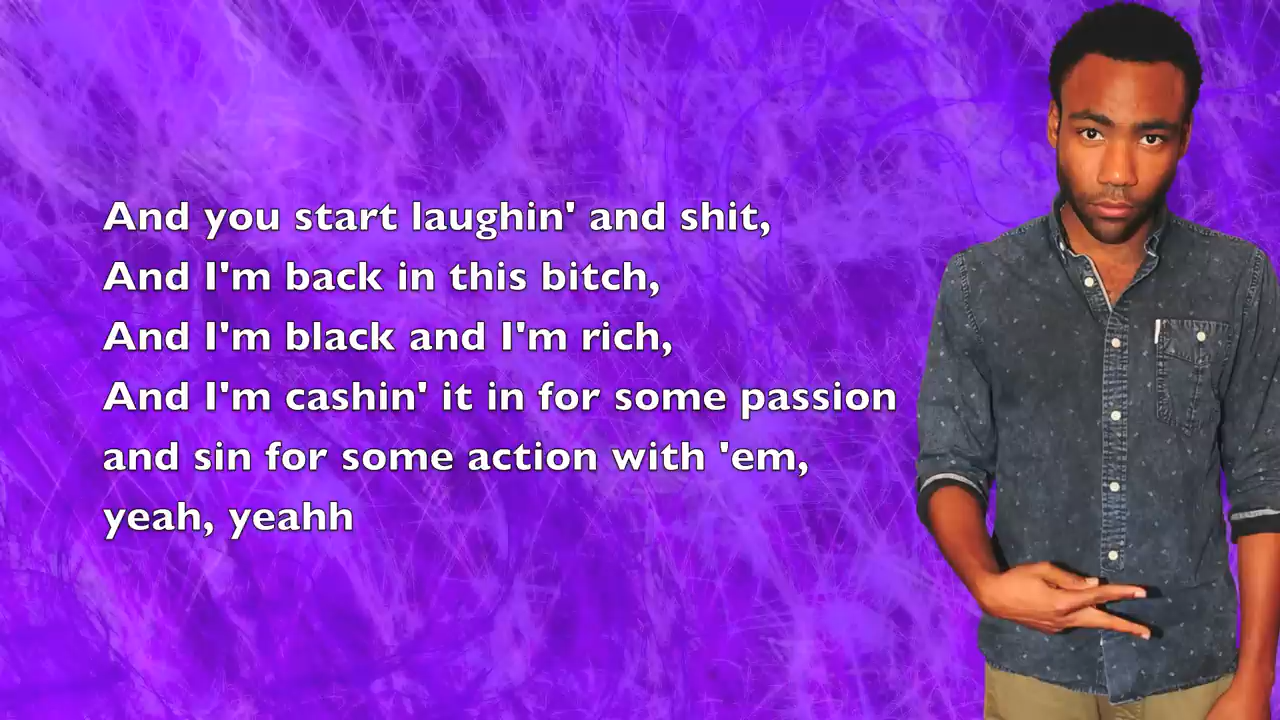 And you start laughin' and shit,
And I'm back in this bitch,
And I'm black and I'm rich,
And I'm cashin' it in for some passion
and sin for some action with 'em,
yeah, yeahh